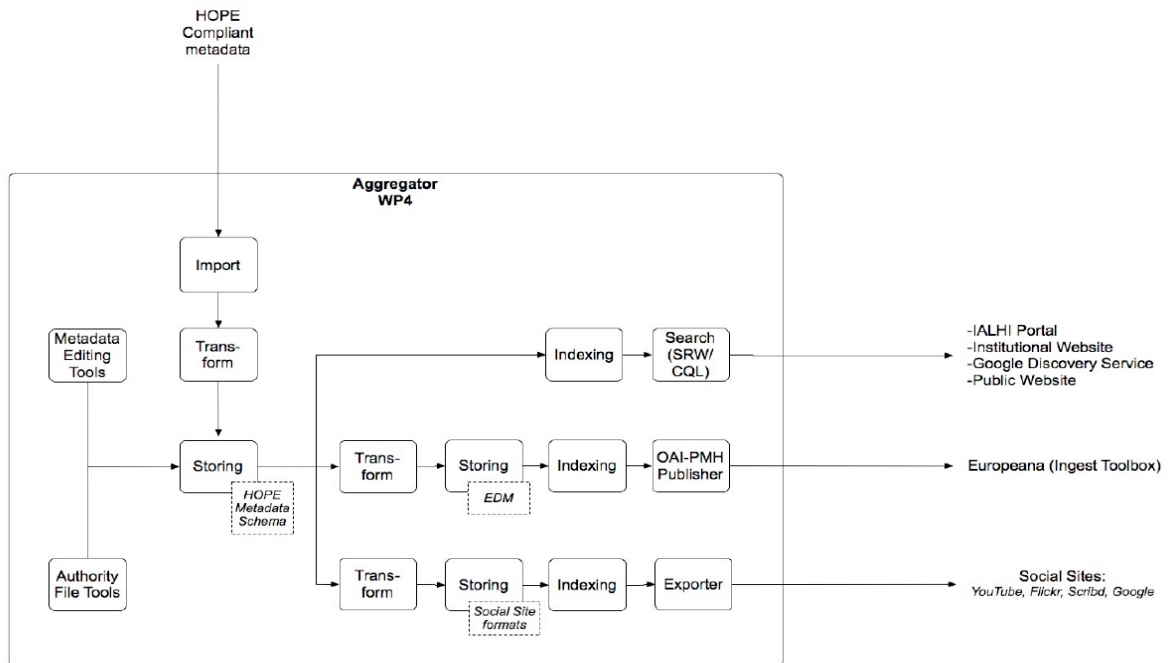 HOPE
Compliant
metadata
Aggregator
WP4
Import
Metadata
Editing
Tools
Trans-
form
Indexing
Search
(SRW/
CQL)
-IALHI Portal
-Institutional Website
-Google Discovery Service
-Public Website
Storing
HOPE
Metadata
Schema
Trans-
form
Storing
EDM
Indexing
OAI-PMH
Publisher
Europeana (Ingest Toolbox)
Authority
File Tools
Trans-
form
Storing
Social Site
formats
Indexing
Exporter
Social Sites:
YouTube, Flickr, Scribd, Google